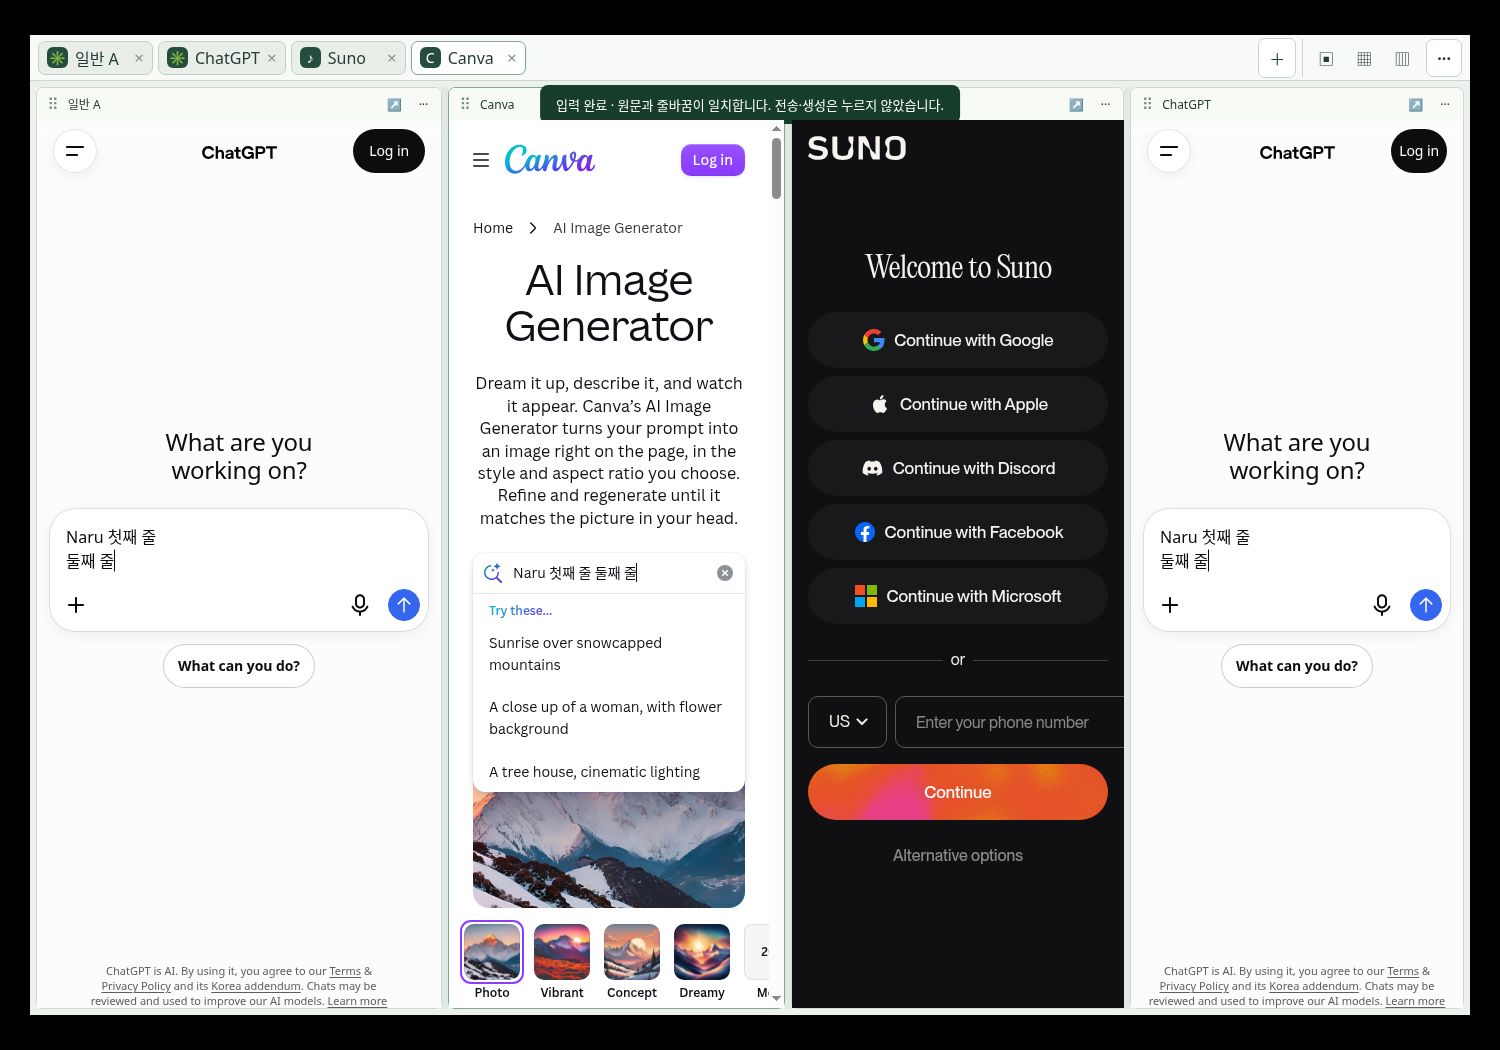 일반 A
ChatGPT
Suno
Canva
일반 A
Canva
입력 완료 · 원문과 줄바꿈이 일치합니다. 전송·생성은 누르지 않았습니다.
ChatGPT
ChatGPT
Log in
What are you
working on?
Naru 첫째 줄
둘째 줄
What can you do?
ChatGPT is AI. By using it, you agree to our Terms &
Privacy Policy and its Korea addendum. Chats may be
reviewed and used to improve our AI models. Learn more
Canva
Log in
Home
AI Image Generator
AI Image
Generator
Dream it up, describe it, and watch
it appear. Canva’s AI Image
Generator turns your prompt into
an image right on the page, in the
style and aspect ratio you choose.
Refine and regenerate until it
matches the picture in your head.
Naru 첫째 줄 둘째 줄
Try these...
Sunrise over snowcapped
mountains
A close up of a woman, with flower
background
A tree house, cinematic lighting
Photo
Vibrant
Concept
Dreamy
SUNO
Welcome to Suno
Continue with Google
Continue with Apple
Continue with Discord
Continue with Facebook
Continue with Microsoft
or
US
Enter your phone number
Continue
Alternative options
ChatGPT
Log in
What are you
working on?
Naru 첫째 줄
둘째 줄
What can you do?
ChatGPT is AI. By using it, you agree to our Terms &
Privacy Policy and its Korea addendum. Chats may be
reviewed and used to improve our AI models. Learn more